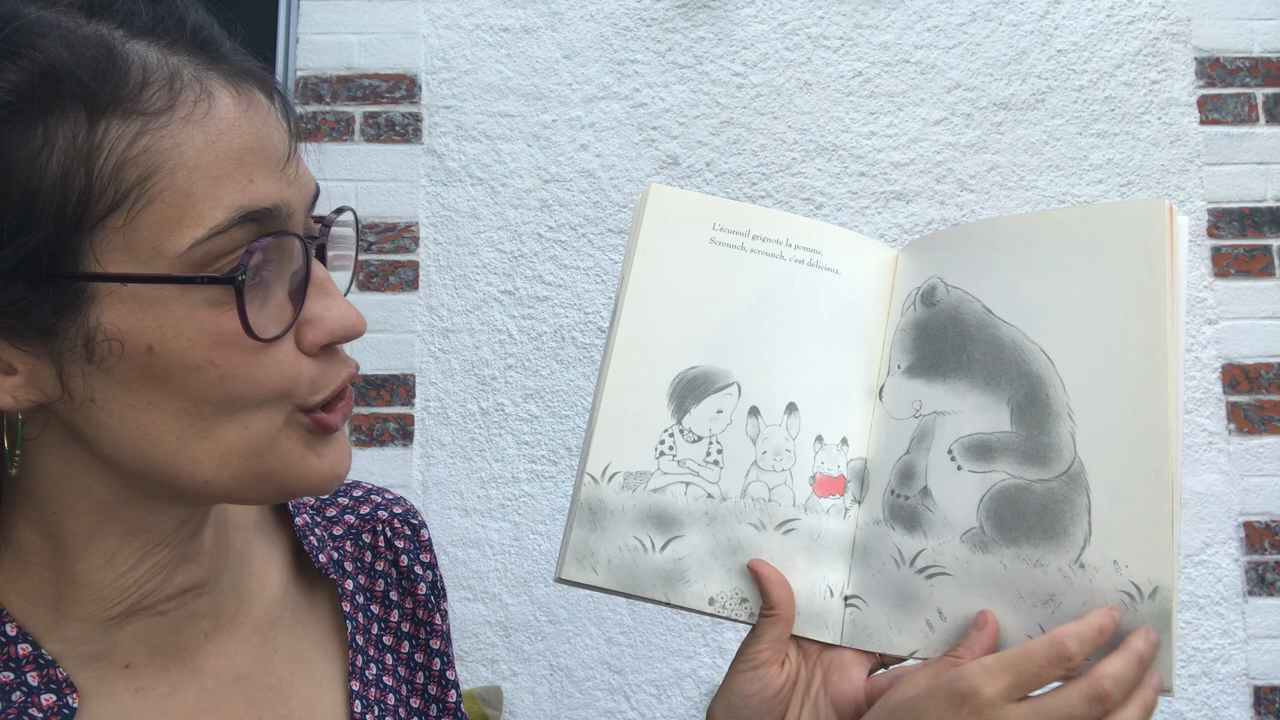 L'écureuil grignote la pomme.
Scrounch, scrounch, c'est délicieux.